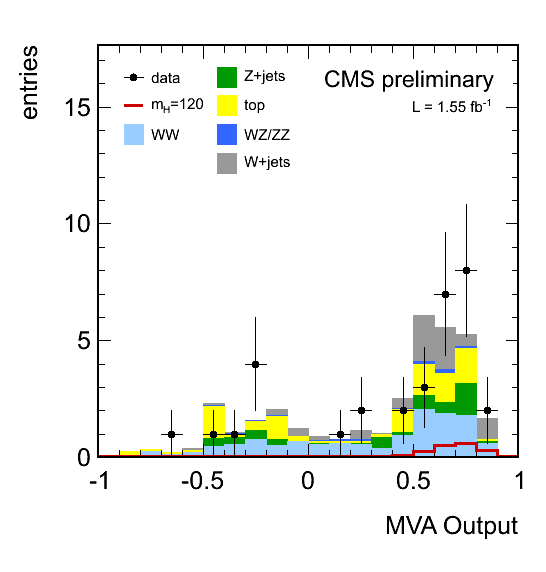 entries
data
Z+jets
CMS preliminary
mH=120
top
L = 1.55 fb-1
WW
WZ/ZZ
W+jets
15
10
5
0
-1
-0.5
0
0.5
1
MVA Output